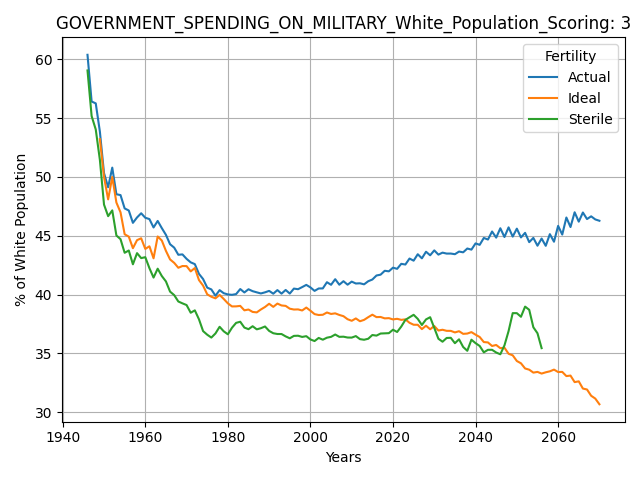 GOVERNMENT_SPENDING_ON_MILITARY_White_Population_Scoring: 3
% of White Population
60
55
50
45
40
35
30
Fertility
Actual
Ideal
Sterile
1940
1960
1980
2000
2020
2040
2060
Years